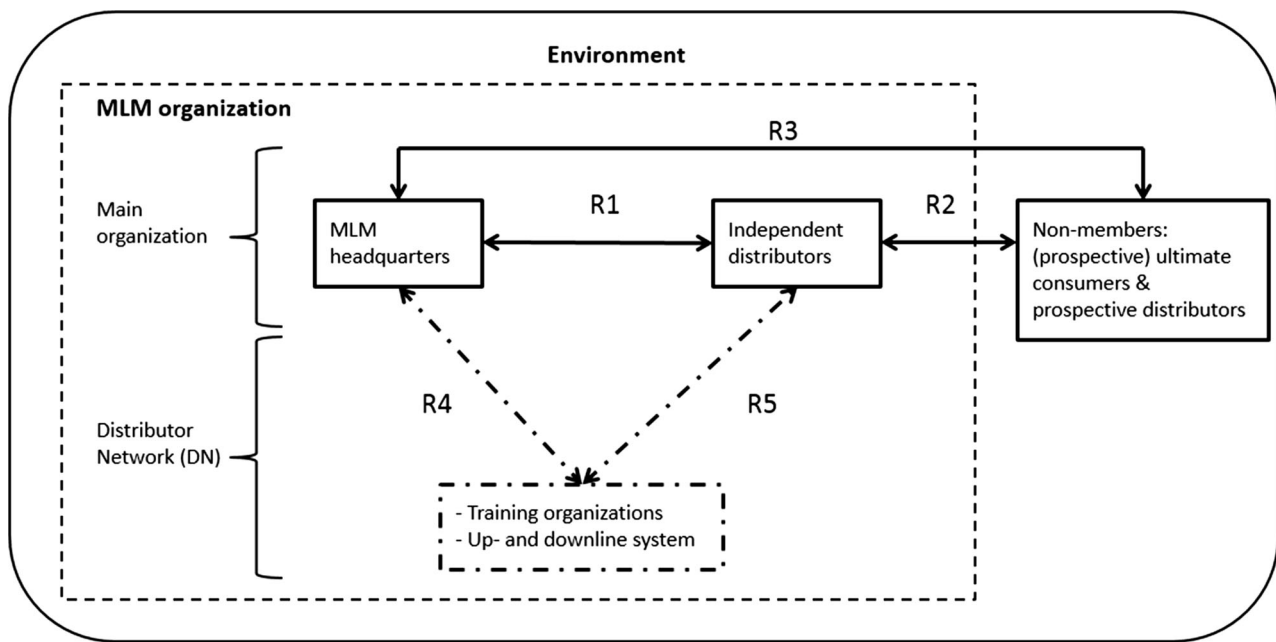 Environment
MLM organization
R3
Main
organization
MLM
headquarters
R1
Independent
distributors
R2
Non-members:
(prospective) ultimate
consumers &
prospective distributors
R4
R5
Distributor
Network (DN)
- Training organizations
- Up- and downline system